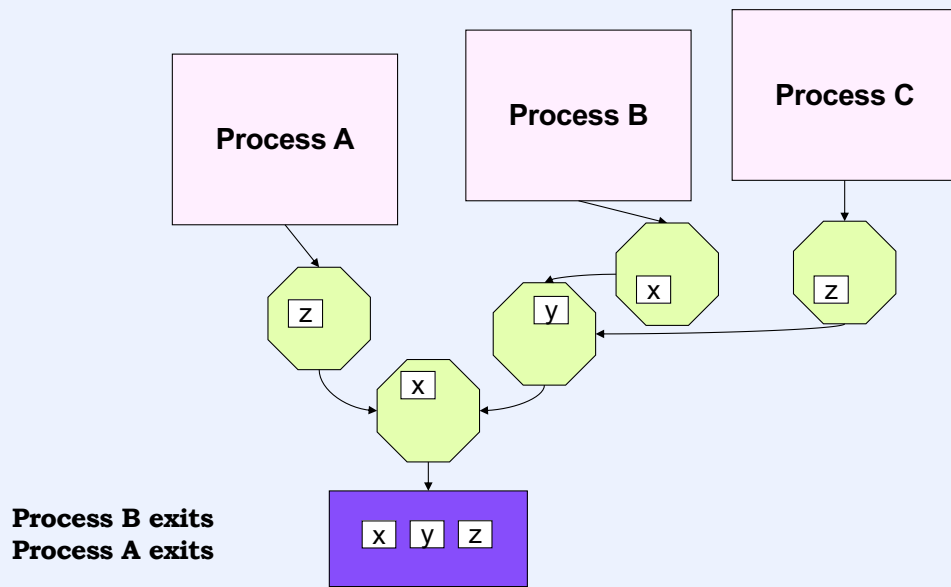 Process A
Process B
Process C
z
x
y
x
z
x y z
Process B exits
Process A exits